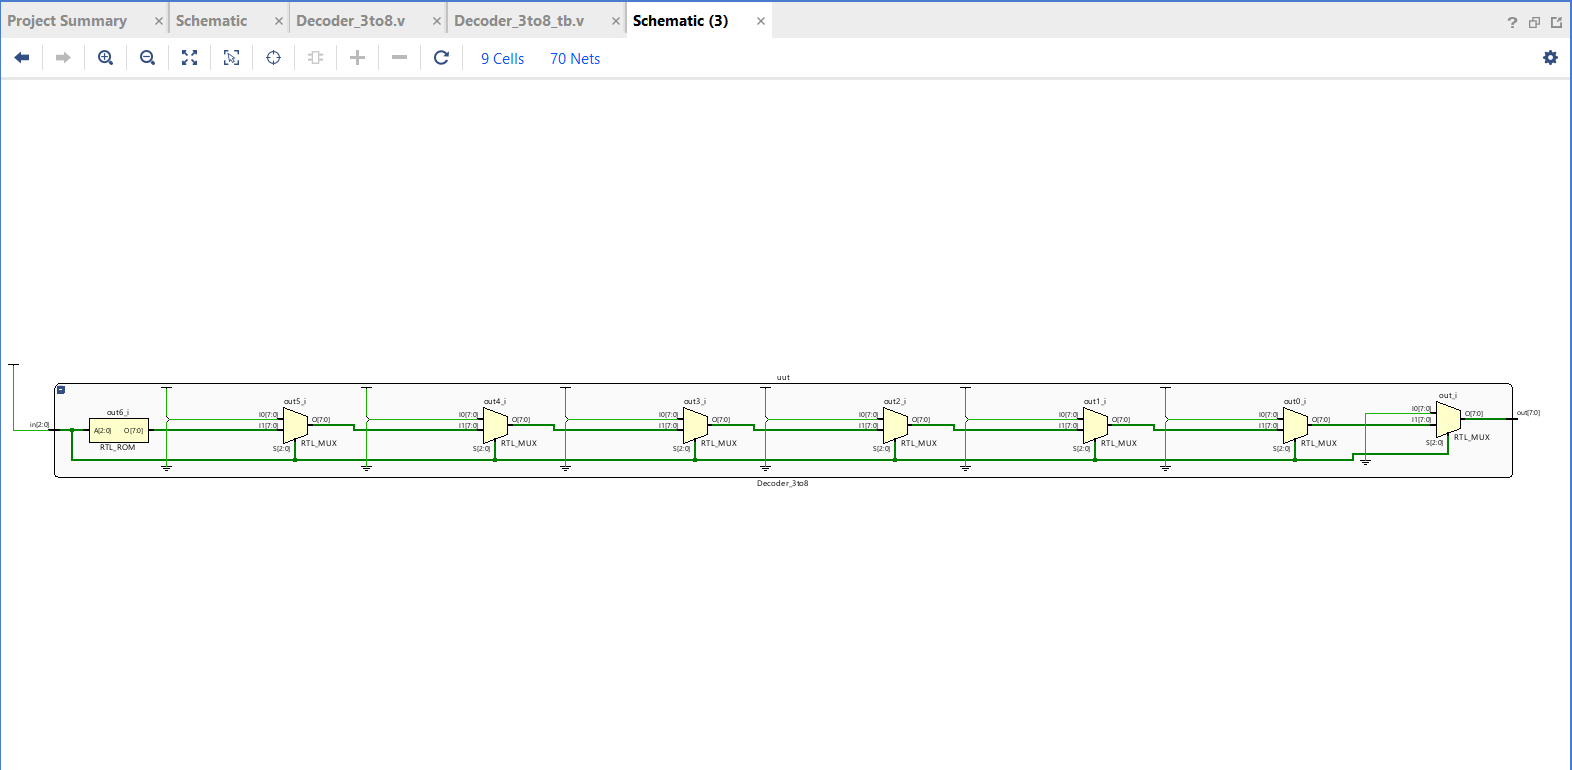 Project Summary
Schematic
Decoder_3to8.v
Decoder_3to8_tb.v
Schematic (3)
9 Cells
70 Nets
uut
in[2:0]
out6_i
A[2:0]
O[7:0]
RTL_ROM
out5_i
I0[7:0]
I1[7:0]
S[2:0]
O[7:0]
RTL_MUX
out4_i
I0[7:0]
I1[7:0]
S[2:0]
O[7:0]
RTL_MUX
out3_i
I0[7:0]
I1[7:0]
S[2:0]
O[7:0]
RTL_MUX
out2_i
I0[7:0]
I1[7:0]
S[2:0]
O[7:0]
RTL_MUX
out1_i
I0[7:0]
I1[7:0]
S[2:0]
O[7:0]
RTL_MUX
out0_i
I0[7:0]
I1[7:0]
S[2:0]
O[7:0]
RTL_MUX
out_i
I0[7:0]
I1[7:0]
S[2:0]
O[7:0]
RTL_MUX
out[7:0]
Decoder_3to8